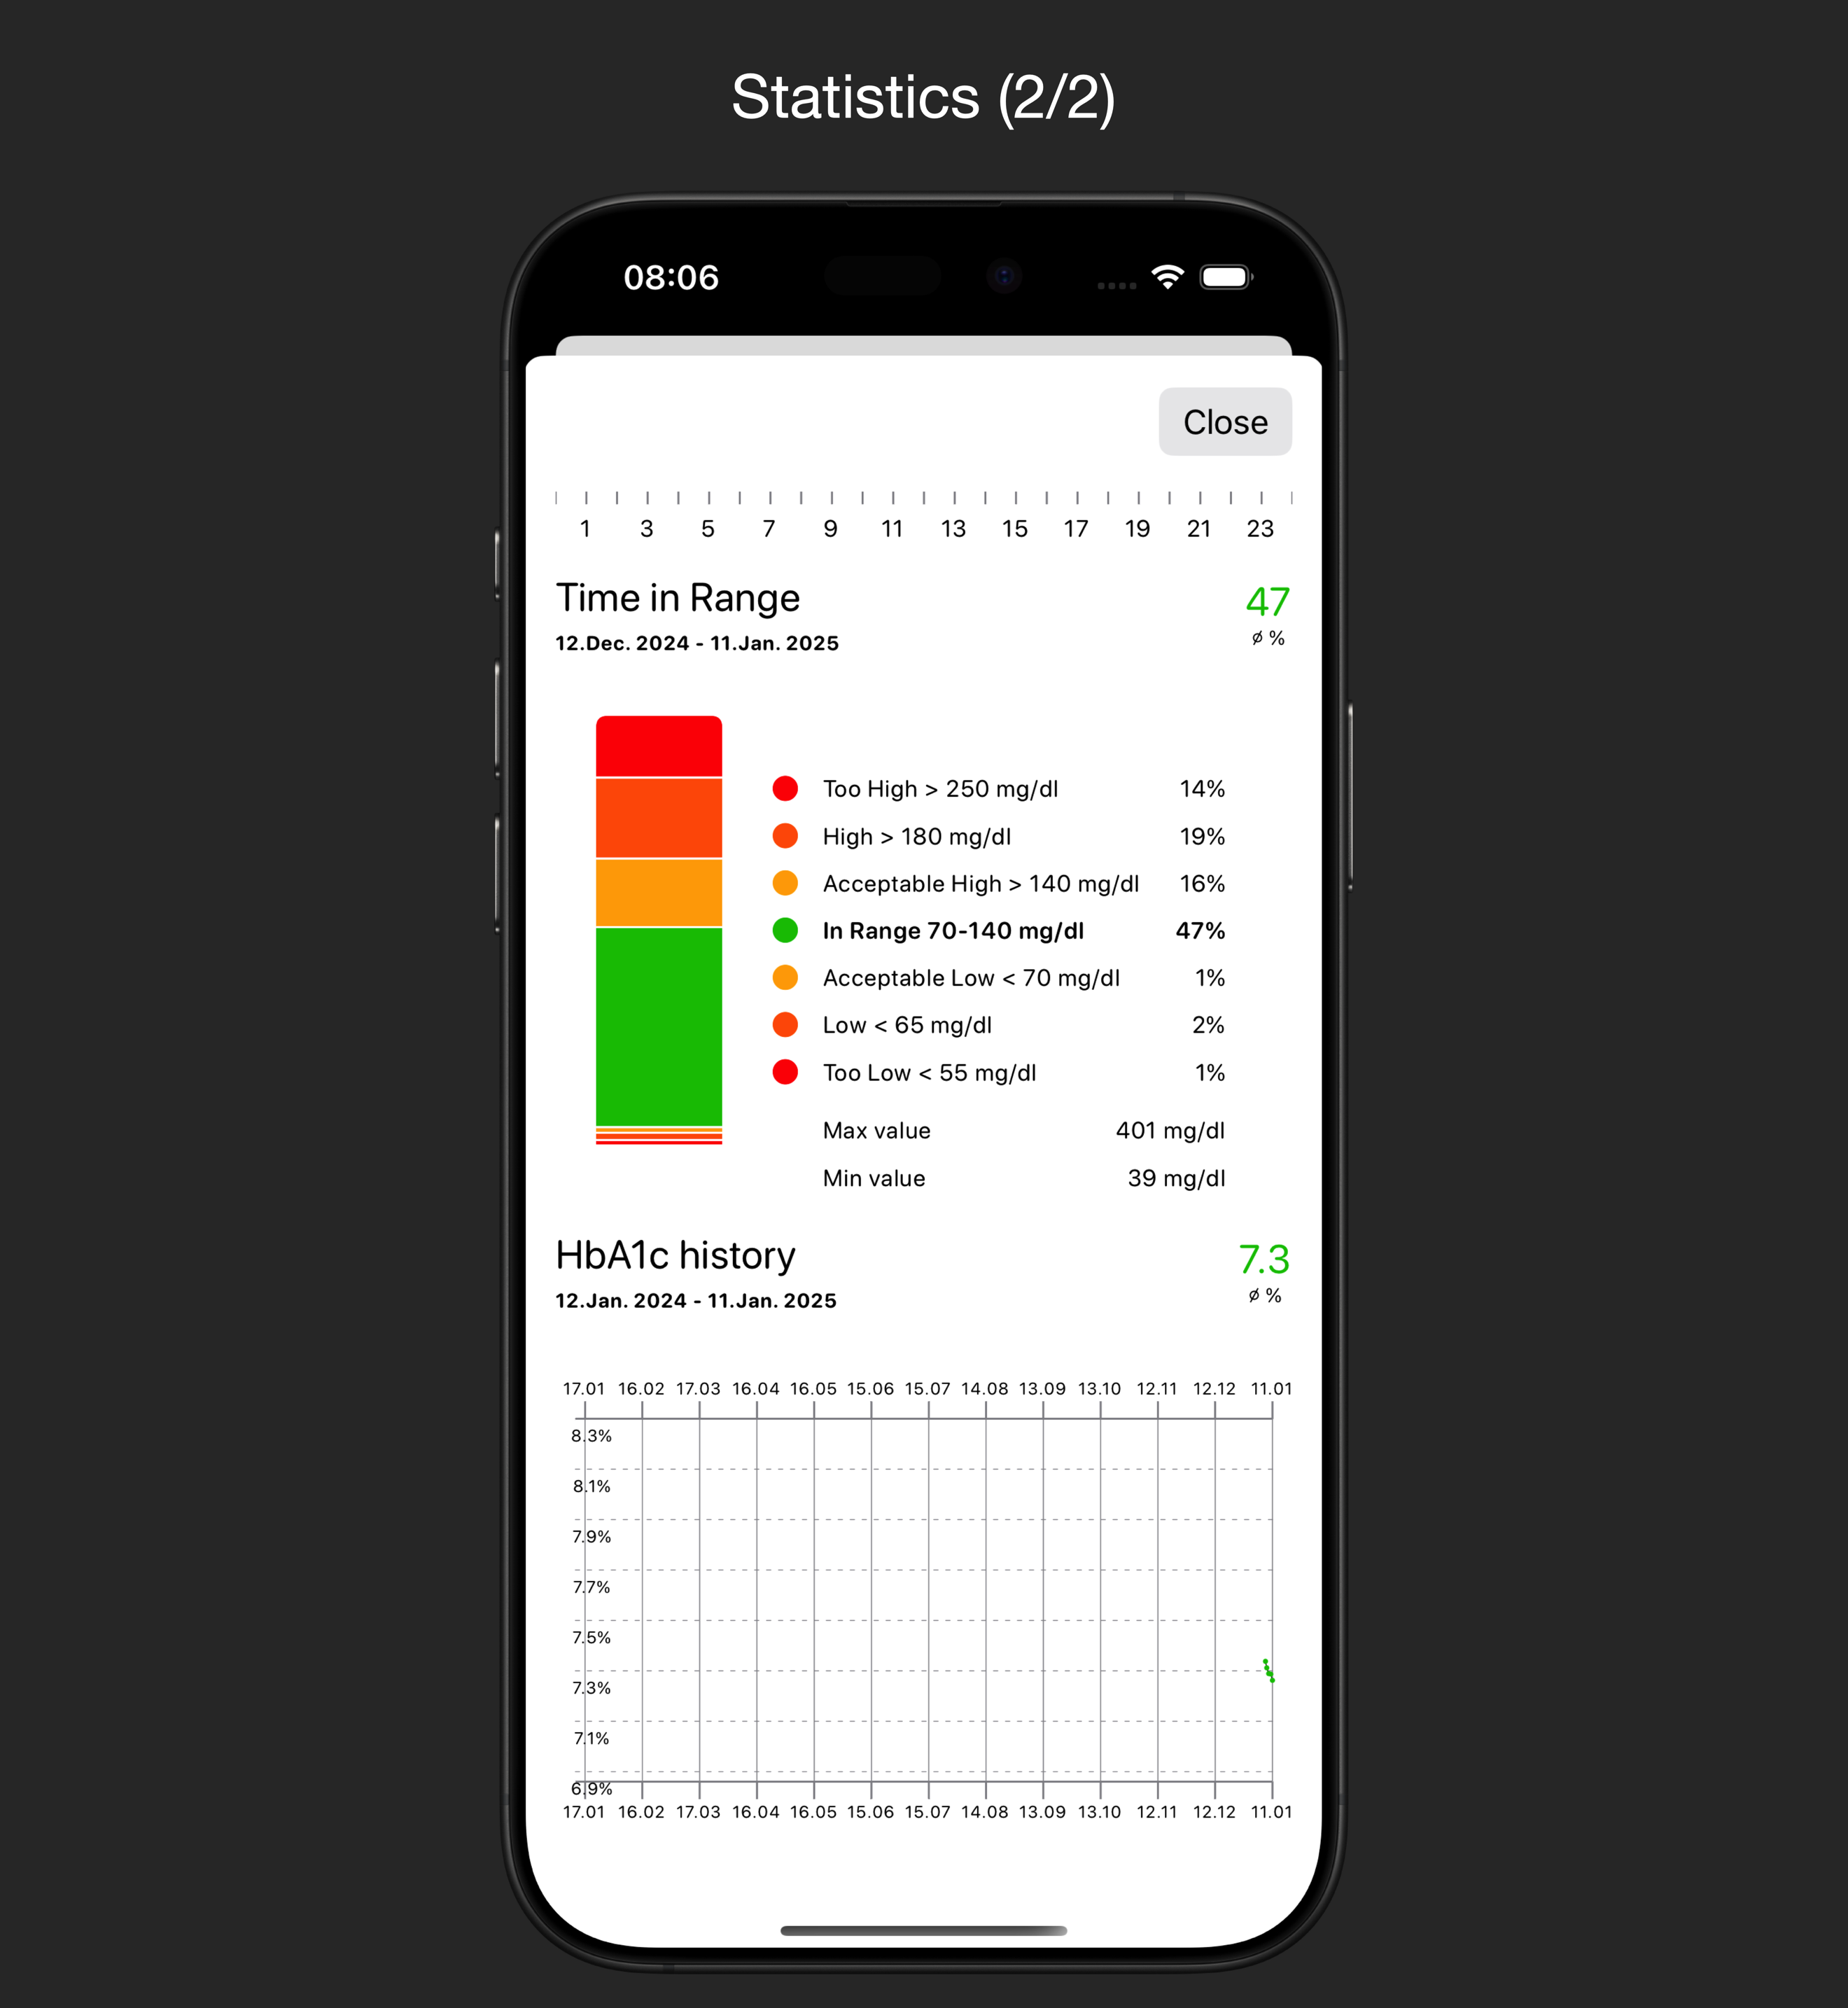 Statistics (2/2)
08:06
Close
1 3 5 7 9 11 13 15 17 19 21 23
Time in Range 47
12.Dec. 2024 - 11.Jan. 2025 ø %
Too High > 250 mg/dl 14%
High > 180 mg/dl 19%
Acceptable High > 140 mg/dl 16%
In Range 70-140 mg/dl 47%
Acceptable Low < 70 mg/dl 1%
Low < 65 mg/dl 2%
Too Low < 55 mg/dl 1%
Max value 401 mg/dl
Min value 39 mg/dl
HbA1c history 7.3
12.Jan. 2024 - 11.Jan. 2025 ø %
17.01 16.02 17.03 16.04 16.05 15.06 15.07 14.08 13.09 13.10 12.11 12.12 11.01
8.3%
8.1%
7.9%
7.7%
7.5%
7.3%
7.1%
6.9%
17.01 16.02 17.03 16.04 16.05 15.06 15.07 14.08 13.09 13.10 12.11 12.12 11.01